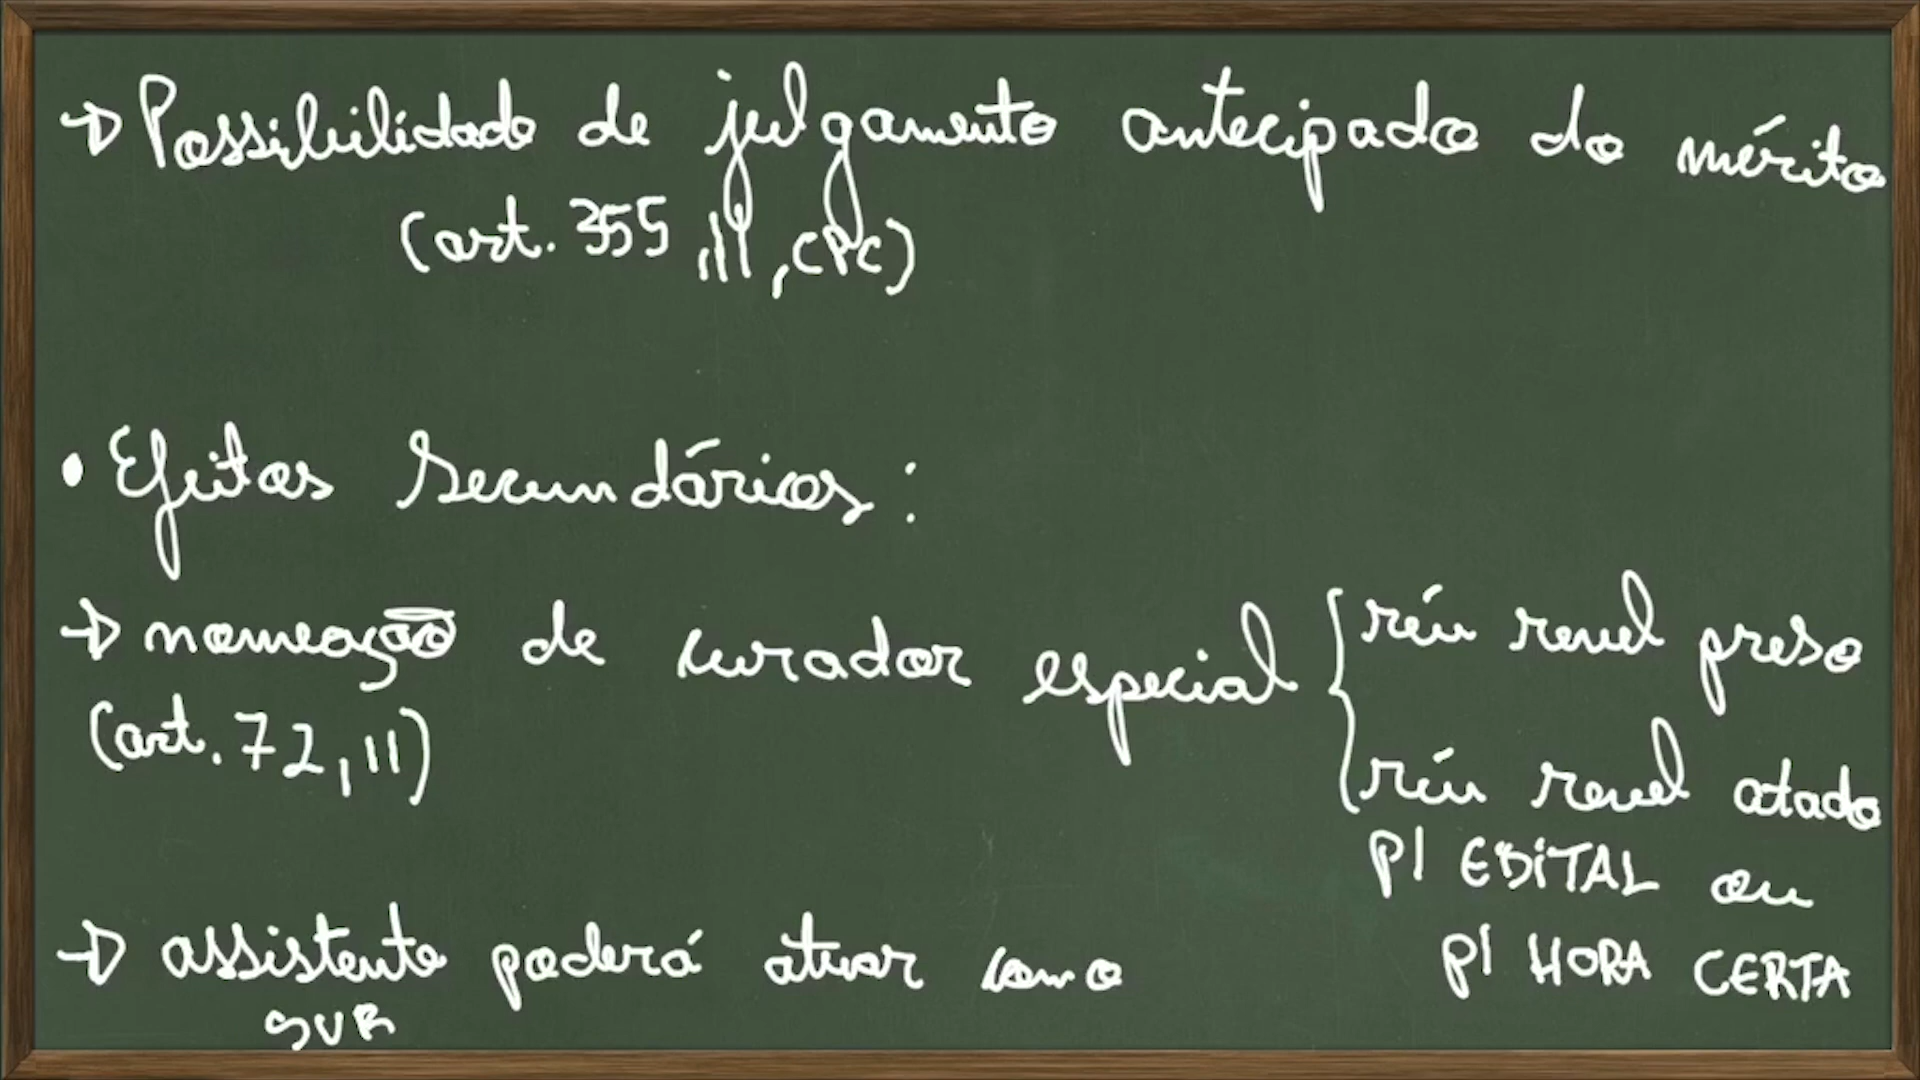 → Possibilidade de julgamento antecipado do mérito
(art. 355, II, CPC)
• Efeitos secundários:
→ nomeação de curador especial { réu revel preso
(art. 72, II)
réu revel citado
p/ EDITAL ou
p/ HORA CERTA
→ assistente poderá atuar como
SUB